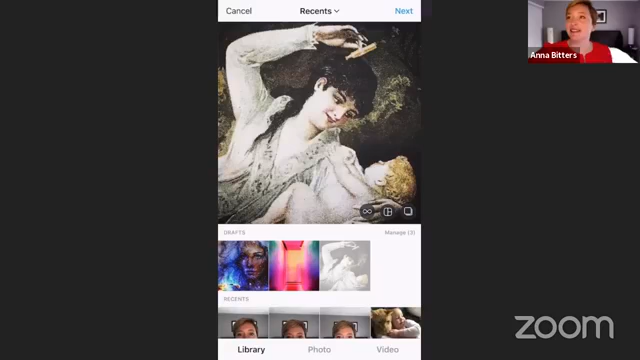 Cancel
Recents
Next
Anna Bitters
DRAFTS
Manage (3)
RECENTS
Library
Photo
Video
zoom